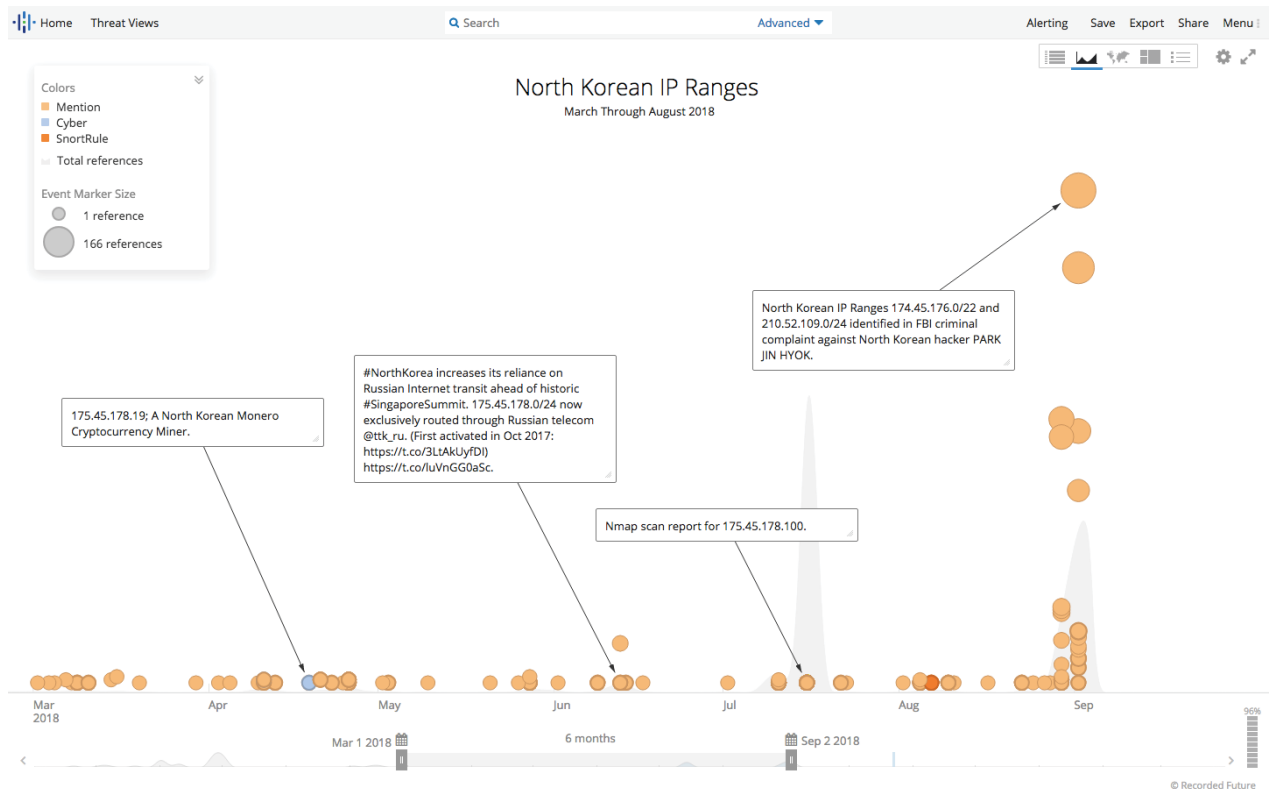 Home Threat Views Search Advanced Alerting Save Export Share Menu
Colors
Mention
Cyber
SnortRule
Total references
Event Marker Size
1 reference
166 references
North Korean IP Ranges
March Through August 2018
North Korean IP Ranges 174.45.176.0/22 and
210.52.109.0/24 identified in FBI criminal
complaint against North Korean hacker PARK
JIN HYOK.
#NorthKorea increases its reliance on
Russian Internet transit ahead of historic
#SingaporeSummit. 175.45.178.0/24 now
exclusively routed through Russian telecom
@ttk_ru. (First activated in Oct 2017:
https://t.co/3LtAkUyfDI)
https://t.co/luVnGG0aSc.
175.45.178.19; A North Korean Monero
Cryptocurrency Miner.
Nmap scan report for 175.45.178.100.
Mar Apr May Jun Jul Aug Sep
2018
96%
Mar 1 2018 6 months Sep 2 2018
© Recorded Future